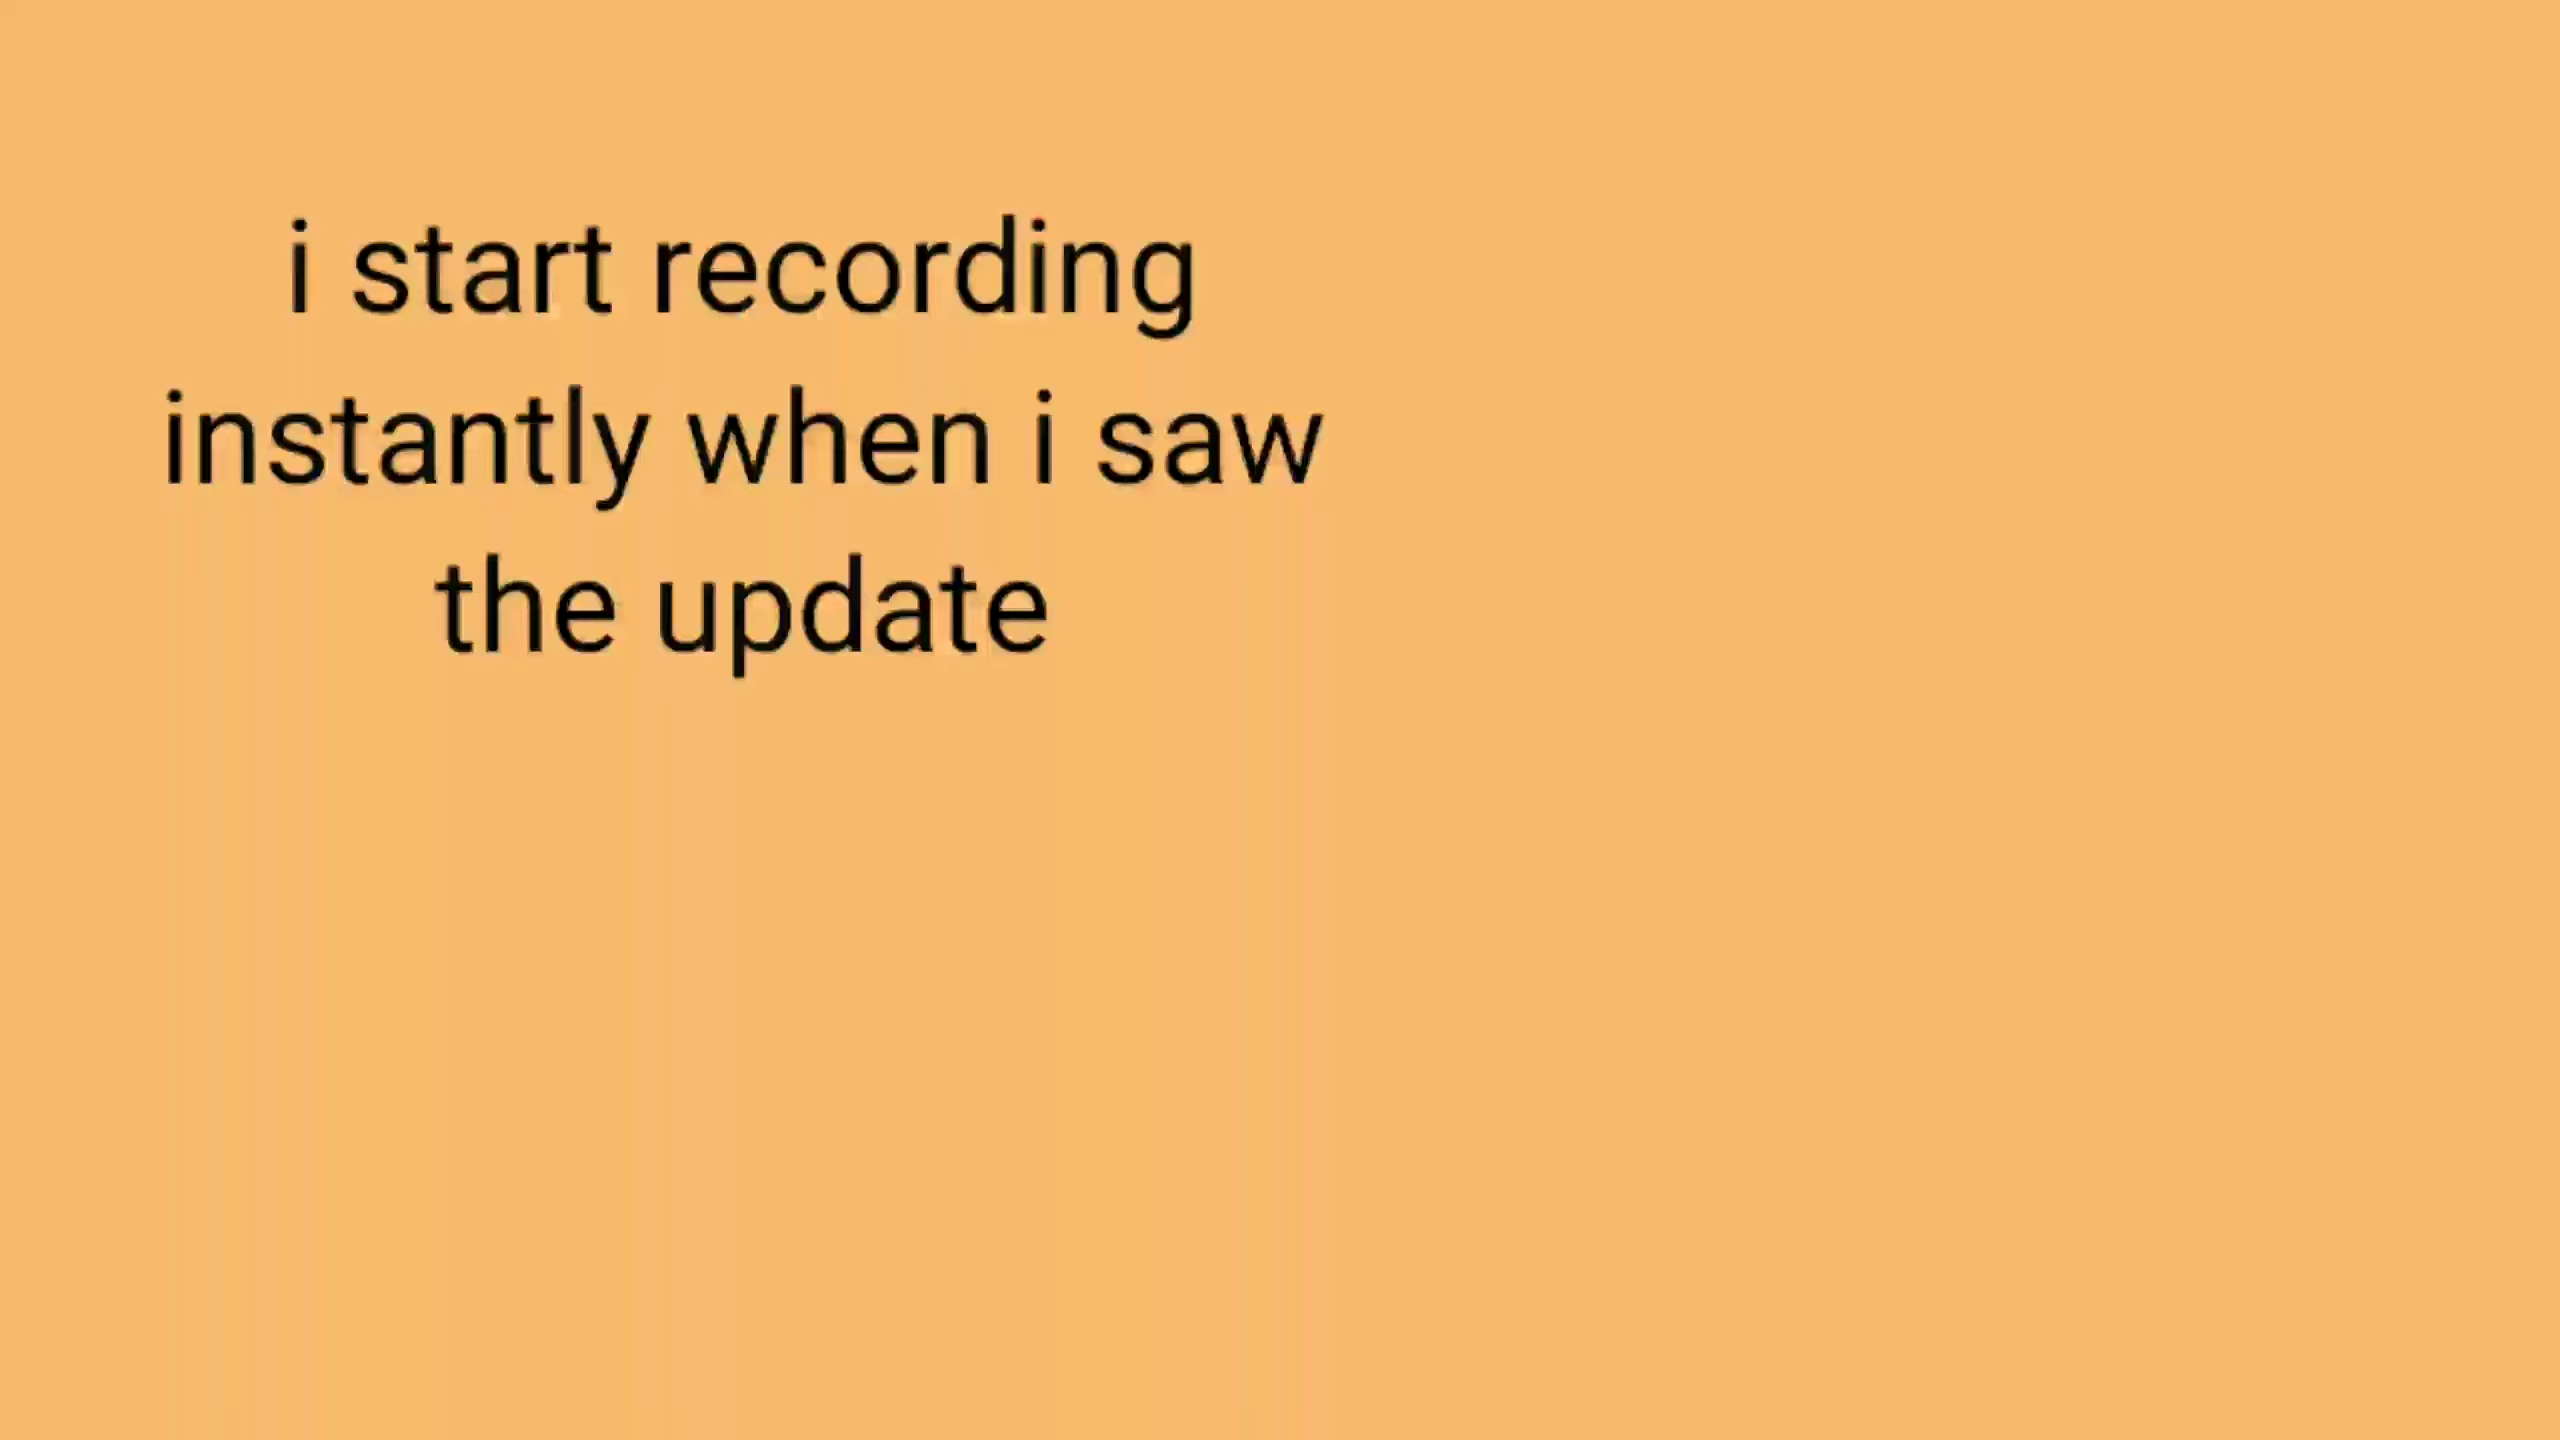 i start recording
instantly when i saw
the update